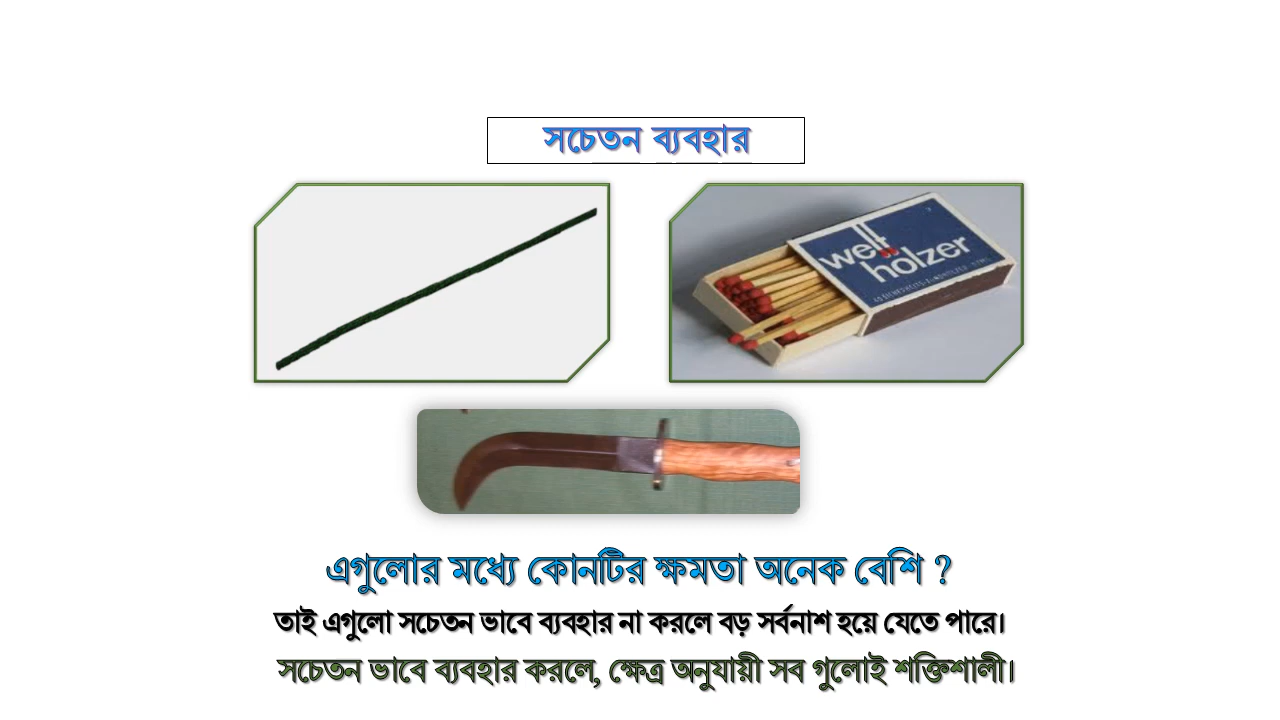 সচেতন ব্যবহার
welt
holzer
এগুলোর মধ্যে কোনটির ক্ষমতা অনেক বেশি ?
তাই এগুলো সচেতন ভাবে ব্যবহার না করলে বড় সর্বনাশ হয়ে যেতে পারে।
সচেতন ভাবে ব্যবহার করলে, ক্ষেত্র অনুযায়ী সব গুলোই শক্তিশালী।